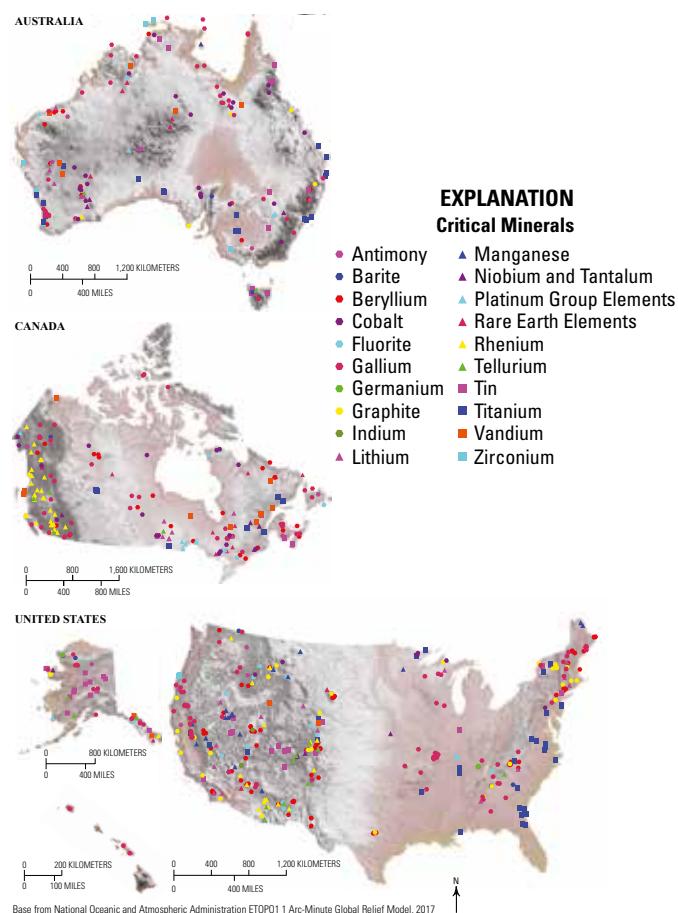 AUSTRALIA
0 400 800 1,200 KILOMETERS
0 400 MILES
EXPLANATION
Critical Minerals
Antimony
Barite
Beryllium
Cobalt
Fluorite
Gallium
Germanium
Graphite
Indium
Lithium
Manganese
Niobium and Tantalum
Platinum Group Elements
Rare Earth Elements
Rhenium
Tellurium
Tin
Titanium
Vandium
Zirconium
CANADA
0 800 1,600 KILOMETERS
0 400 800 MILES
UNITED STATES
0 800 KILOMETERS
0 400 MILES
0 200 KILOMETERS
0 100 MILES
0 400 800 1,200 KILOMETERS
0 400 MILES
N
Base from National Oceanic and Atmospheric Administration ETOPO1 1 Arc-Minute Global Relief Model, 2017